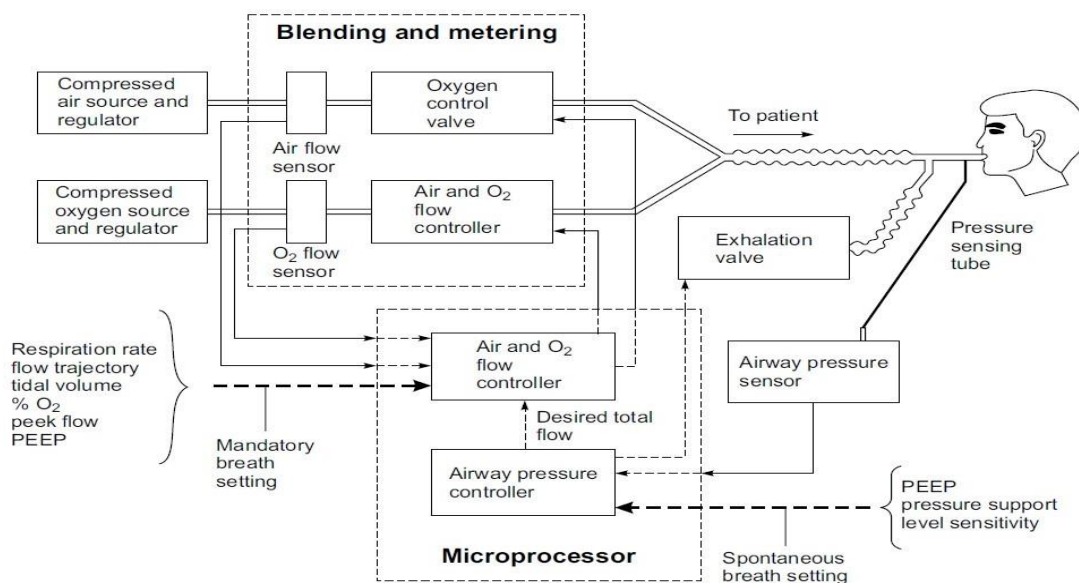 Blending and metering
Compressed
air source and
regulator
Air flow
sensor
Oxygen
control
valve
To patient
Compressed
oxygen source
and regulator
O₂ flow
sensor
Air and O₂
flow
controller
Exhalation
valve
Pressure
sensing
tube
Respiration rate
flow trajectory
tidal volume
% O₂
peek flow
PEEP
Mandatory
breath
setting
Air and O₂
flow
controller
Desired total
flow
Airway pressure
controller
Microprocessor
Airway pressure
sensor
PEEP
pressure support
level sensitivity
Spontaneous
breath setting